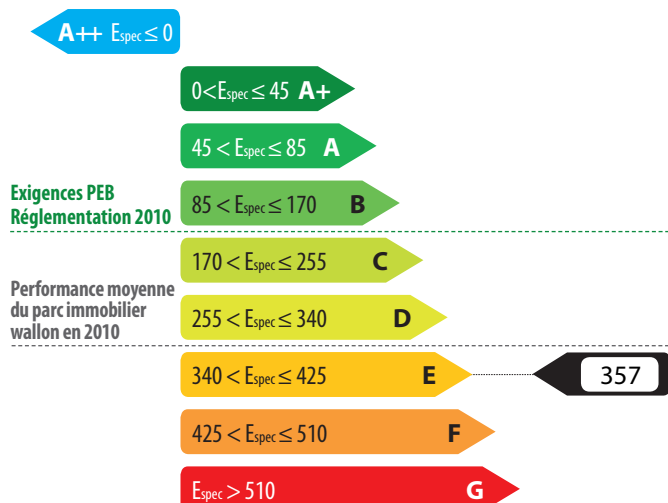 A++ Espec ≤ 0
0<Espec ≤ 45 A+
45 < Espec ≤ 85 A
Exigences PEB
Réglementation 2010
85 < Espec ≤ 170 B
170 < Espec ≤ 255 C
Performance moyenne
du parc immobilier
wallon en 2010
255 < Espec ≤ 340 D
340 < Espec ≤ 425 E
357
425 < Espec ≤ 510 F
Espec > 510 G